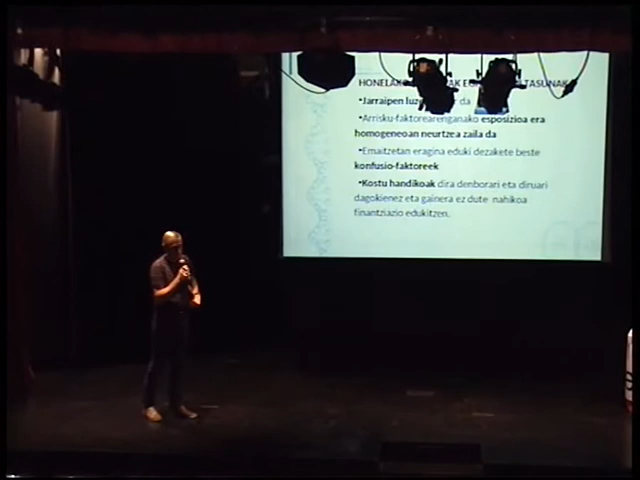 HONELAKO
•Jarraipen da
•Arrisku-faktorearenganako esposizioa era
homogeneoan neurtzea zaila da
•Emaitzetan eragina eduki dezakete beste
konfusio-faktoreek
•Kostu handikoak dira denborari eta diruari
dagokienez eta gainera ez dute nahikoa
finantziazio edukitzen.